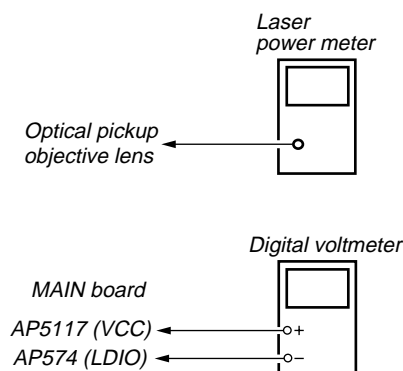 Laser
power meter
Optical pickup
objective lens
Digital voltmeter
MAIN board
AP5117 (VCC)
+
AP574 (LDIO)
–